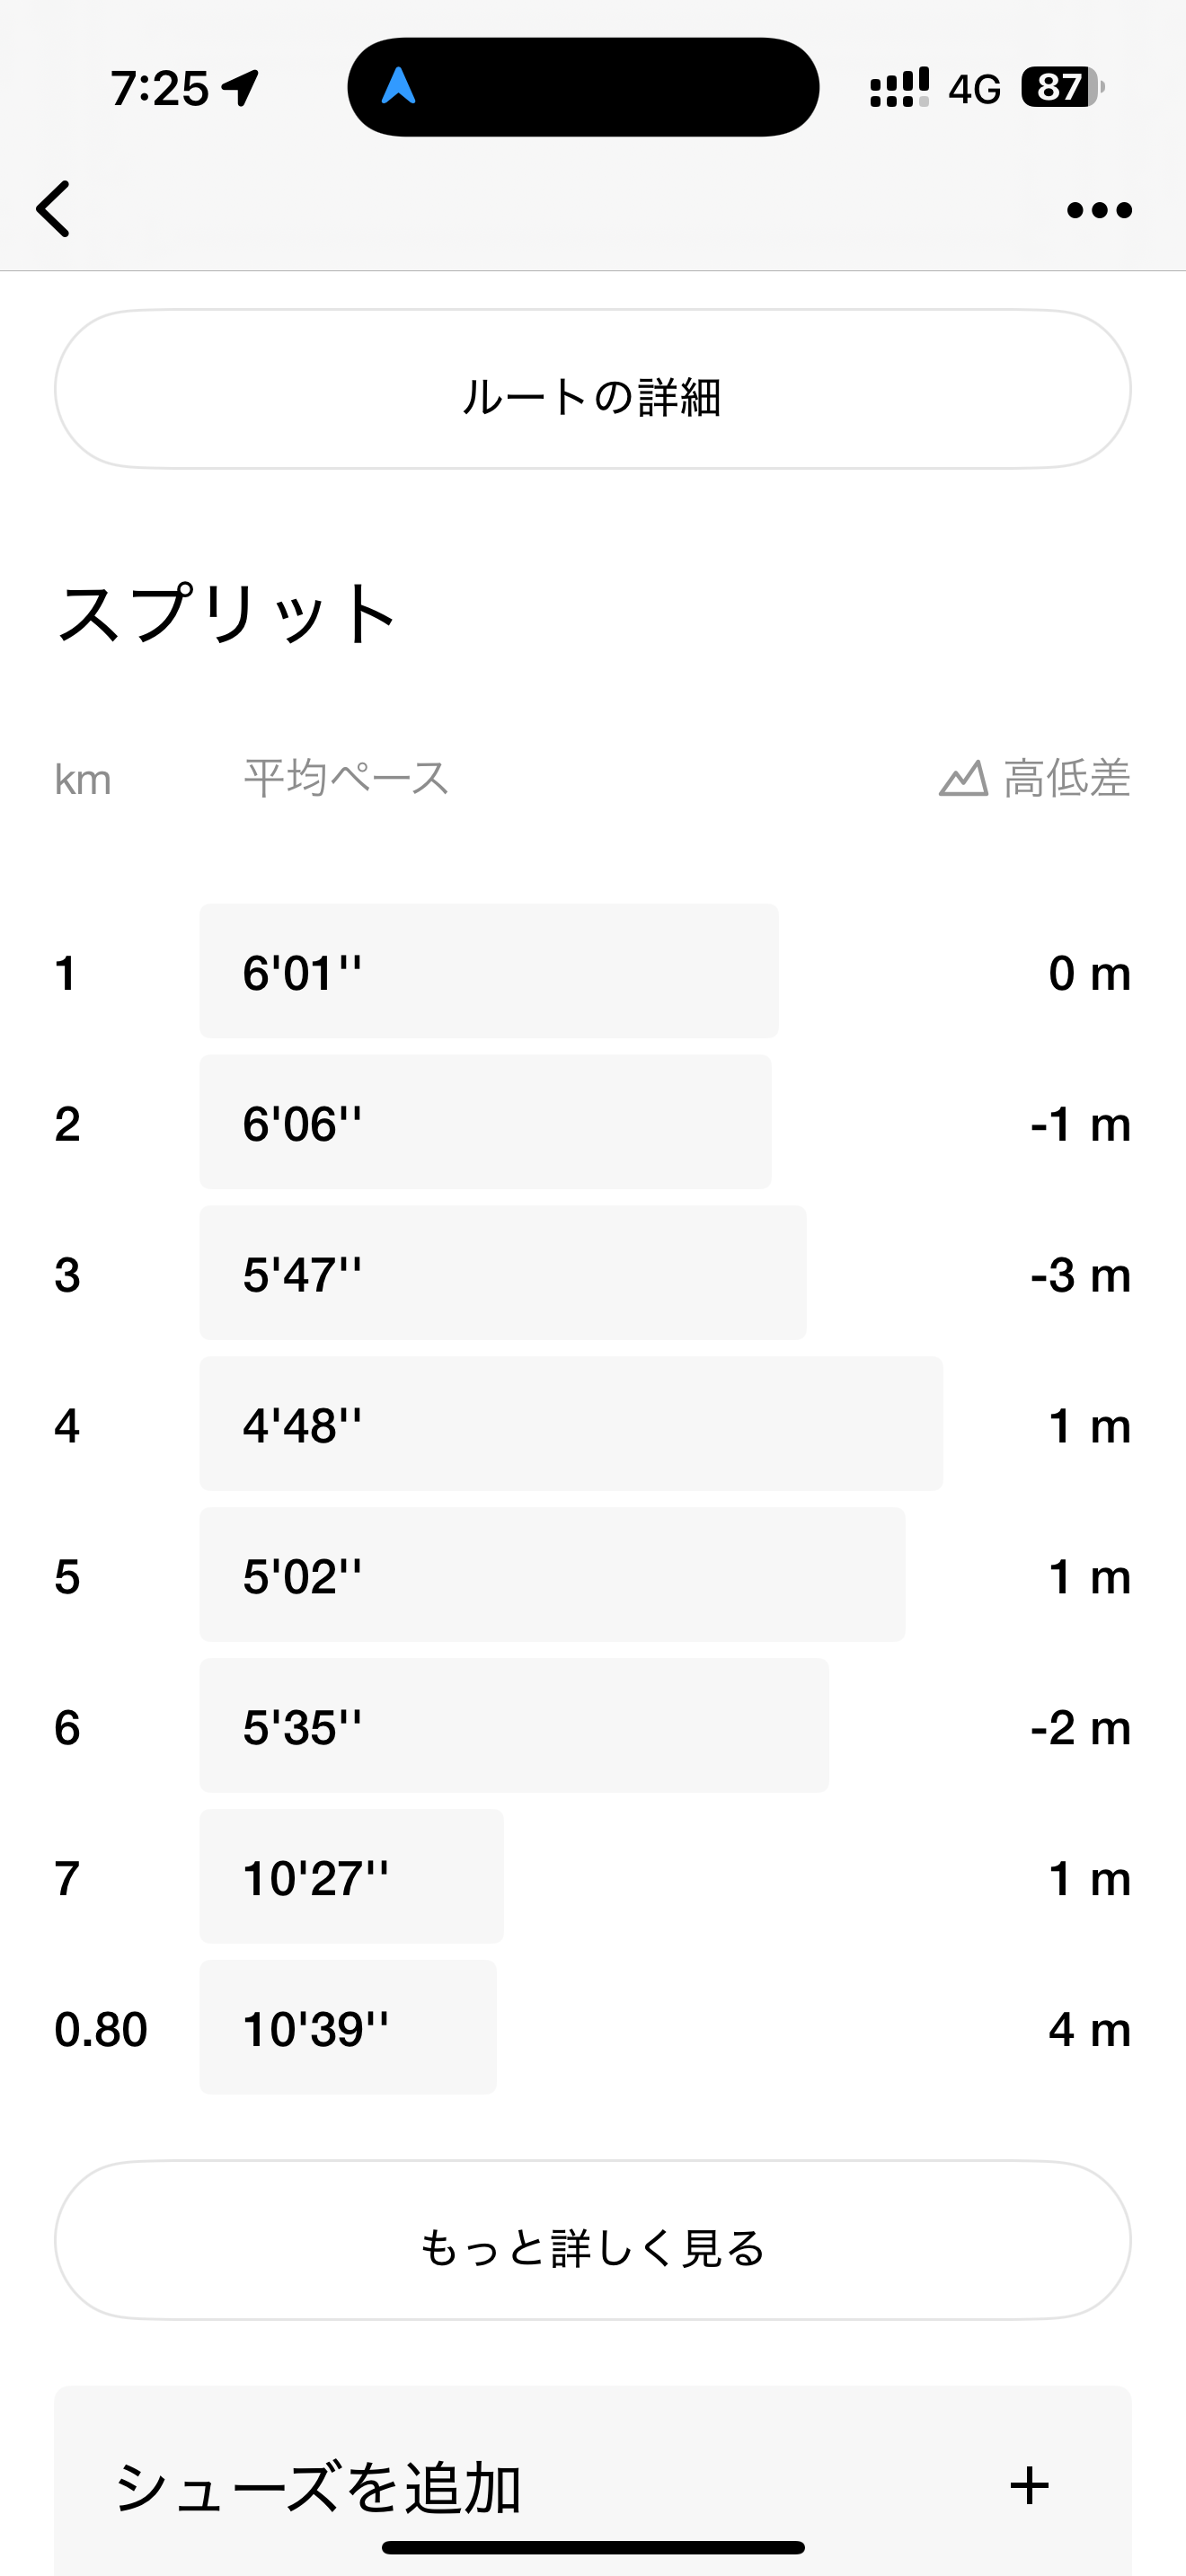 7:25 4G 87
ルートの詳細
スプリット
km 平均ペース 高低差
1 6'01'' 0 m
2 6'06'' -1 m
3 5'47'' -3 m
4 4'48'' 1 m
5 5'02'' 1 m
6 5'35'' -2 m
7 10'27'' 1 m
0.80 10'39'' 4 m
もっと詳しく見る
シューズを追加 +